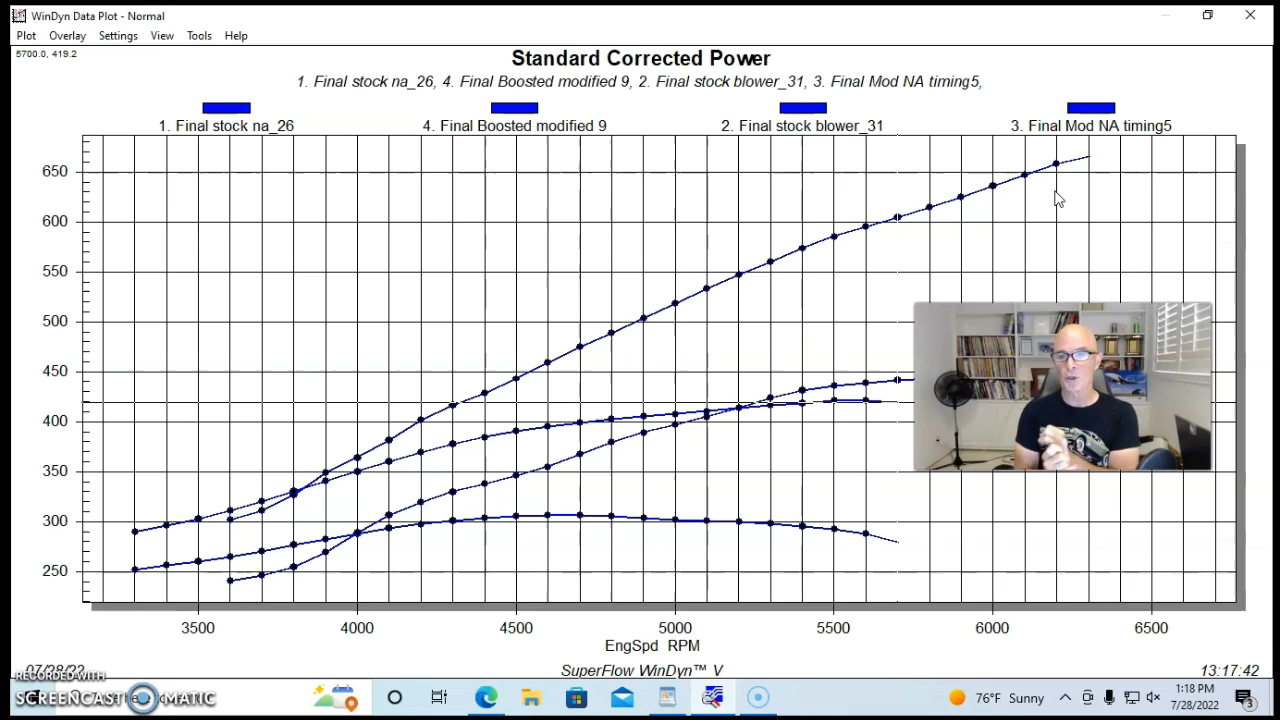 WinDyn Data Plot - Normal
Plot Overlay Settings View Tools Help
5700.0, 419.2
Standard Corrected Power
1. Final stock na_26, 4. Final Boosted modified 9, 2. Final stock blower_31, 3. Final Mod NA timing5,
1. Final stock na_26 4. Final Boosted modified 9 2. Final stock blower_31 3. Final Mod NA timing5
650
600
550
500
450
400
350
300
250
3500 4000 4500 5000 5500 6000 6500
EngSpd RPM
07/28/22 SuperFlow WinDyn™ V 13:17:42
RECORDED WITH
SCREENCAST O MATIC
76°F Sunny
1:18 PM
7/28/2022
3